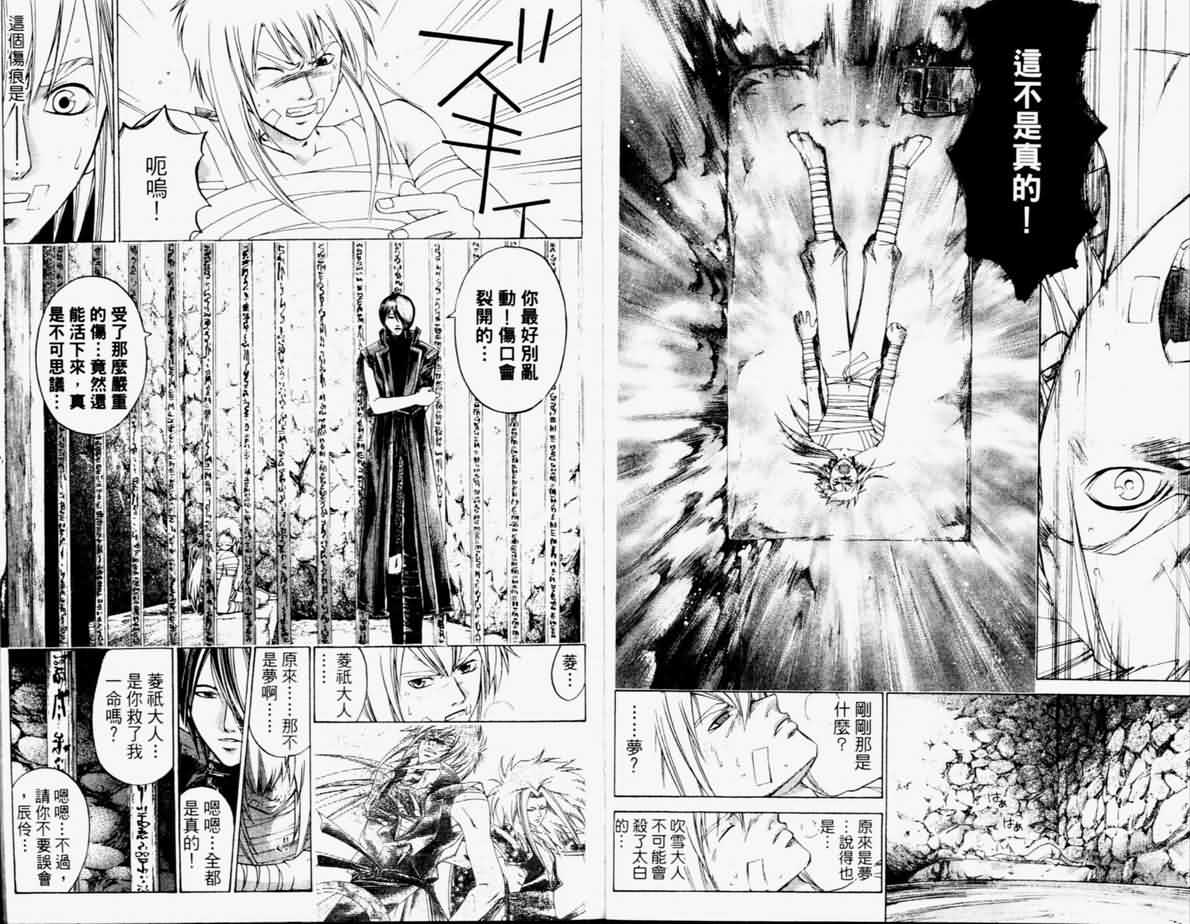 這不是真的！
剛剛那是
什麼？
……夢？
はぁ
はぁ
原來是夢
…說得也
是…
吹雪大人
不可能會
殺了太白
的…
ズキィ
呃嗚！
這個傷痕是……！
你最好別亂
動！傷口會
裂開的…
受了那麼嚴重
的傷…竟然還
能活下來，真
是不可思議…
菱…
菱祇大人
……
原來……那不
是夢啊……
嗯嗯…全都
是真的！
菱祇大人…
是你救了我
一命嗎？
嗯嗯…不過，
請你不要誤會
，辰伶…